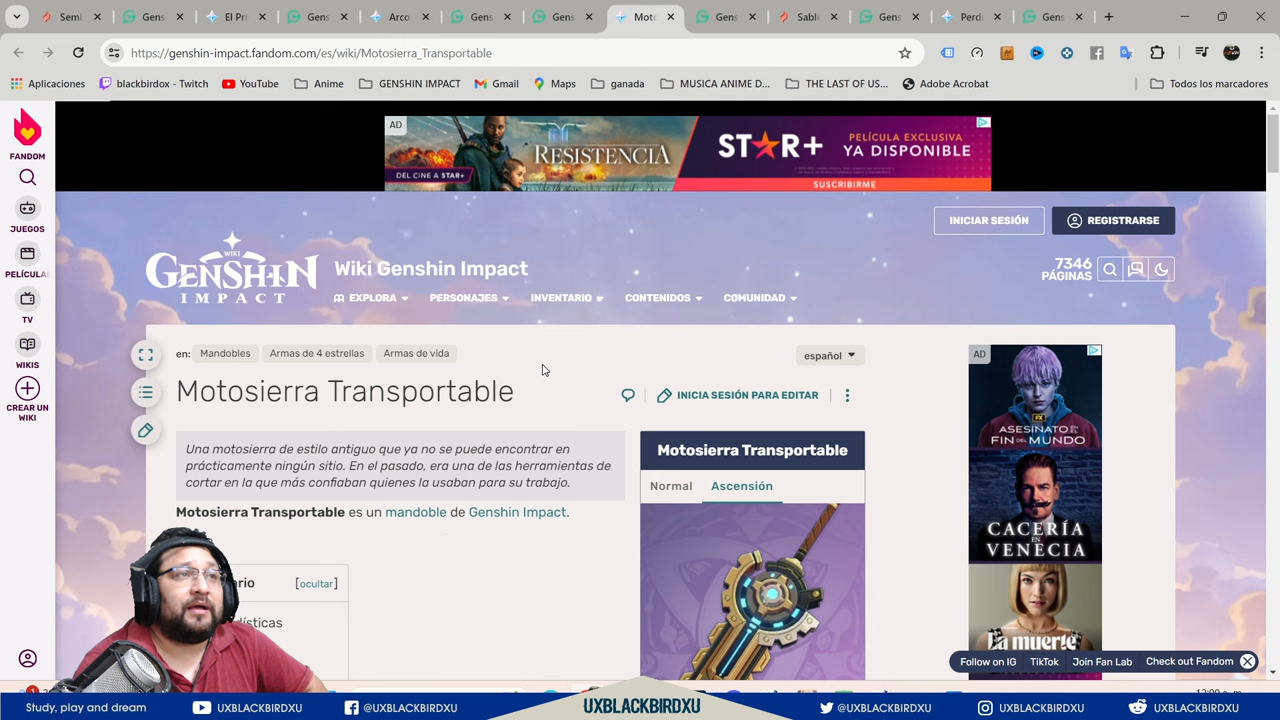 Sem
Gens
El Pri
Gens
Arco
Gens
Gens
Moto
Gens
Sable
Gens
Perdi
Gens
https://genshin-impact.fandom.com/es/wiki/Motosierra_Transportable
Aplicaciones
blackbirdox - Twitch
YouTube
Anime
GENSHIN IMPACT
Gmail
Maps
ganada
MUSICA ANIME D...
THE LAST OF US...
Adobe Acrobat
Todos los marcadores
AD
RESISTENCIA
DEL CINE A STAR+
STAR+
PELÍCULA EXCLUSIVA
YA DISPONIBLE
SUSCRIBIRME
FANDOM
JUEGOS
PELÍCULA
TV
WIKIS
CREAR UN
WIKI
INICIAR SESIÓN
REGISTRARSE
WIKI
GENSHIN
IMPACT
Wiki Genshin Impact
7346
PÁGINAS
EXPLORA
PERSONAJES
INVENTARIO
CONTENIDOS
COMUNIDAD
en:
Mandobles
Armas de 4 estrellas
Armas de vida
español
Motosierra Transportable
INICIA SESIÓN PARA EDITAR
Una motosierra de estilo antiguo que ya no se puede encontrar en
prácticamente ningún sitio. En el pasado, era una de las herramientas de
cortar en la que más confiaban quienes la usaban para su trabajo.
Motosierra Transportable es un mandoble de Genshin Impact.
ario
[ocultar]
dísticas
Motosierra Transportable
Normal
Ascensión
AD
FX
ASESINATO EN EL
FIN DEL MUNDO
CACERÍA
EN
VENECIA
La muerte
Follow on IG
TikTok
Join Fan Lab
Check out Fandom
Study, play and dream
UXBLACKBIRDXU
@UXBLACKBIRDXU
UXBLACKBIRDXU
@UXBLACKBIRDXU
UXBLACKBIRDXU
UXBLACKBIRDXU